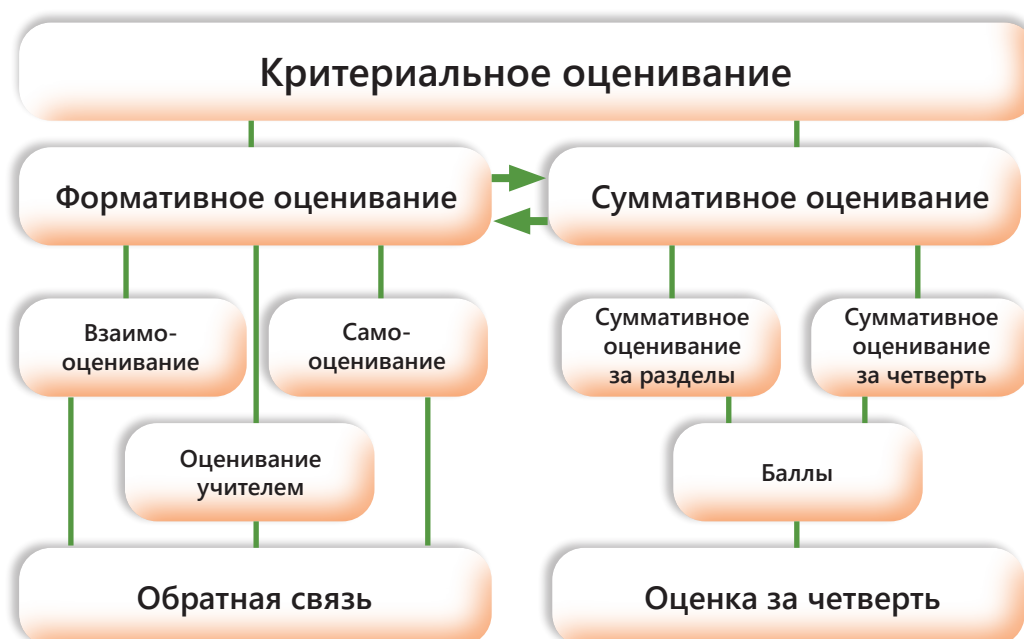 Критериальное оценивание
Формативное оценивание
Суммативное оценивание
Взаимо-
оценивание
Само-
оценивание
Суммативное
оценивание
за разделы
Суммативное
оценивание
за четверть
Оценивание
учителем
Баллы
Обратная связь
Оценка за четверть